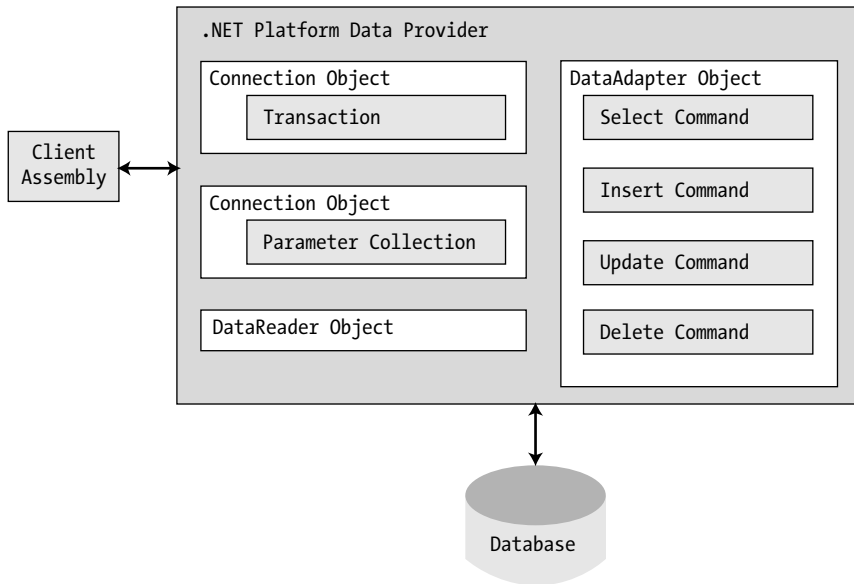 .NET Platform Data Provider
Connection Object
Transaction
Connection Object
Parameter Collection
DataReader Object
DataAdapter Object
Select Command
Insert Command
Update Command
Delete Command
Client
Assembly
Database